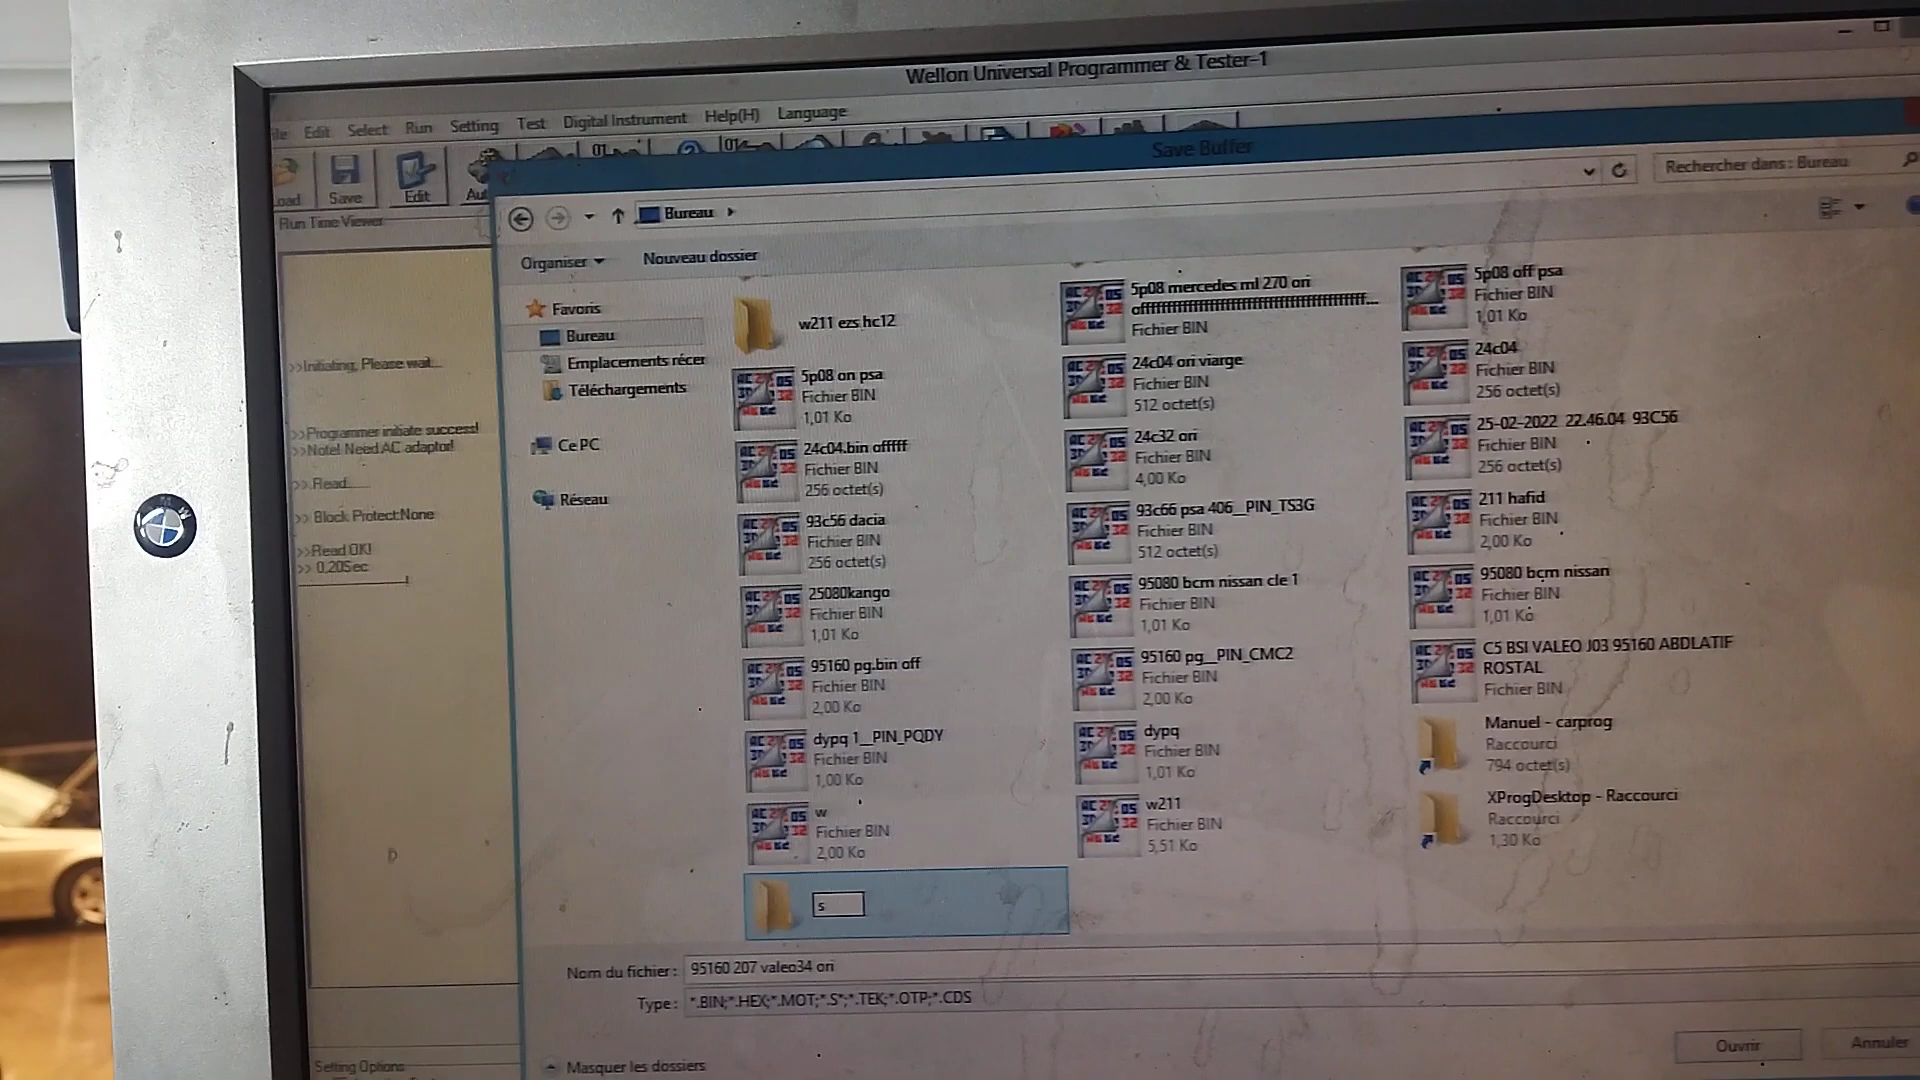 Wellon Universal Programmer & Tester-1
Edit Select Run Setting Test Digital Instrument Help(H) Language
Save Buffer
Save Edit
Run Time Viewer
Bureau
Rechercher dans : Bureau
Organiser
Nouveau dossier
Favoris
Bureau
Emplacements récer
Téléchargements
Ce PC
Réseau
>>Initiating, Please wait...
>>Programmer initiate success!
>>Note! Need AC adaptor!
>> Read......
>> Block Protect:None
>>Read OK!
>> 0,20Sec
w211 ezs hc12
5p08 mercedes ml 270 ori
Fichier BIN
5p08 off psa
Fichier BIN
1,01 Ko
5p08 on psa
Fichier BIN
1,01 Ko
24c04 ori viarge
Fichier BIN
512 octet(s)
24c04
Fichier BIN
256 octet(s)
24c04.bin offfff
Fichier BIN
256 octet(s)
24c32 ori
Fichier BIN
4,00 Ko
25-02-2022 22.46.04 93C56
Fichier BIN
256 octet(s)
93c56 dacia
Fichier BIN
256 octet(s)
93c66 psa 406__PIN_TS3G
Fichier BIN
512 octet(s)
211 hafid
Fichier BIN
2,00 Ko
25080kango
Fichier BIN
1,01 Ko
95080 bcm nissan cle 1
Fichier BIN
1,01 Ko
95080 bcm nissan
Fichier BIN
1,01 Ko
95160 pg.bin off
Fichier BIN
2,00 Ko
95160 pg__PIN_CMC2
Fichier BIN
2,00 Ko
C5 BSI VALEO J03 95160 ABDLATIF
ROSTAL
Fichier BIN
dypq 1__PIN_PQDY
Fichier BIN
1,00 Ko
dypq
Fichier BIN
1,01 Ko
Manuel - carprog
Raccourci
794 octet(s)
w
Fichier BIN
2,00 Ko
w211
Fichier BIN
5,51 Ko
XProgDesktop - Raccourci
Raccourci
1,30 Ko
s
Nom du fichier : 95160 207 valeo34 ori
Type : *.BIN;*.HEX;*.MOT;*.S*;*.TEK;*.OTP;*.CDS
Masquer les dossiers
Ouvrir
Annuler
Setting Options